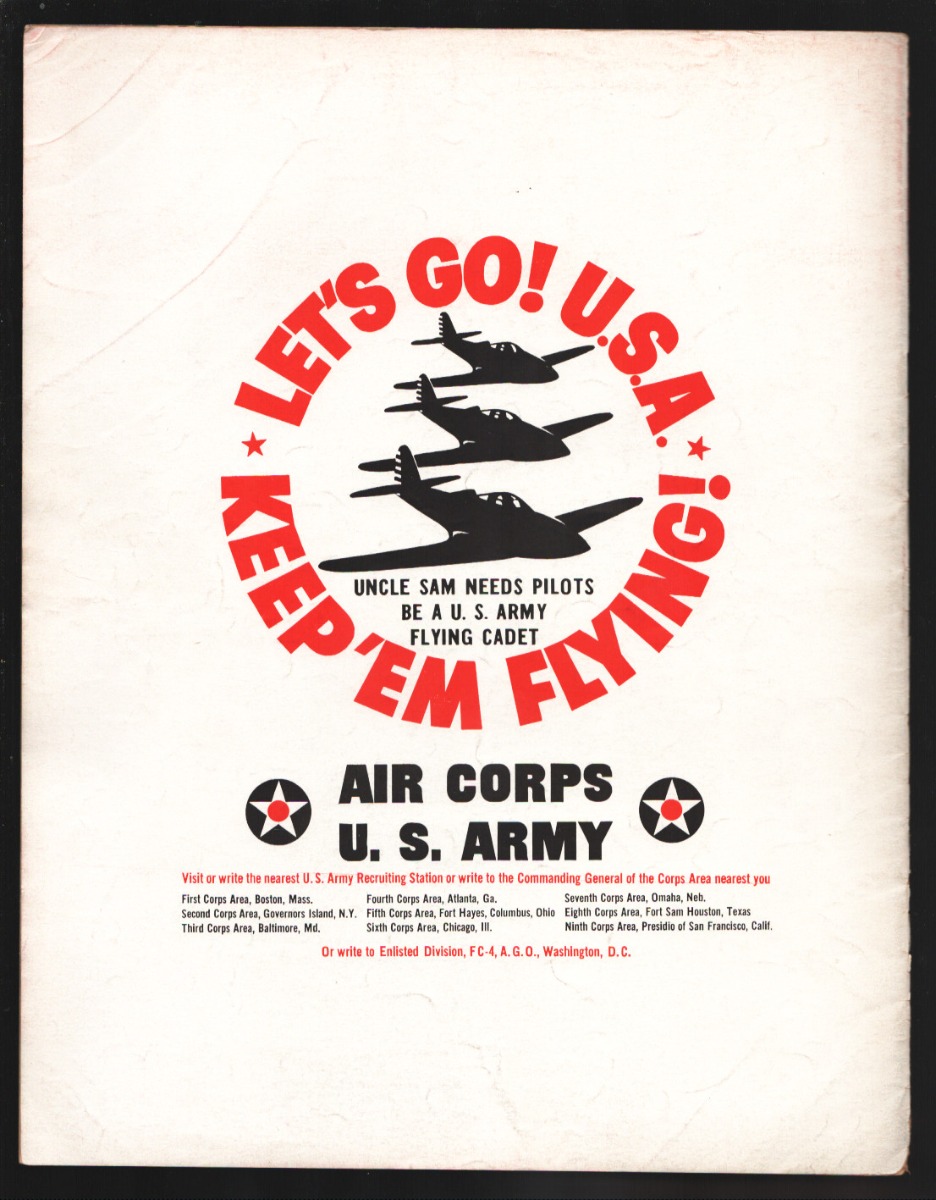 LET'S GO! U.S.A.
KEEP 'EM FLYING!
UNCLE SAM NEEDS PILOTS
BE A U. S. ARMY
FLYING CADET
AIR CORPS
U. S. ARMY
Visit or write the nearest U. S. Army Recruiting Station or write to the Commanding General of the Corps Area nearest you
First Corps Area, Boston, Mass.
Second Corps Area, Governors Island, N.Y.
Third Corps Area, Baltimore, Md.
Fourth Corps Area, Atlanta, Ga.
Fifth Corps Area, Fort Hayes, Columbus, Ohio
Sixth Corps Area, Chicago, Ill.
Seventh Corps Area, Omaha, Neb.
Eighth Corps Area, Fort Sam Houston, Texas
Ninth Corps Area, Presidio of San Francisco, Calif.
Or write to Enlisted Division, FC-4, A.G.O., Washington, D.C.